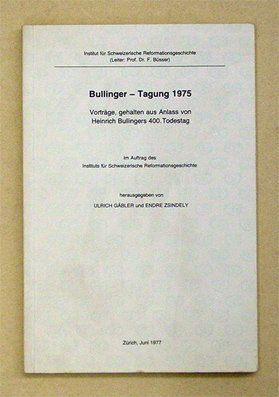 Institut für Schweizerische Reformationsgeschichte
(Leiter: Prof. Dr. F. Büsser)
Bullinger – Tagung 1975
Vorträge, gehalten aus Anlass von
Heinrich Bullingers 400. Todestag
Im Auftrag des
Instituts für Schweizerische Reformationsgeschichte
herausgegeben von
ULRICH GÄBLER und ENDRE ZSINDELY
Zürich, Juni 1977